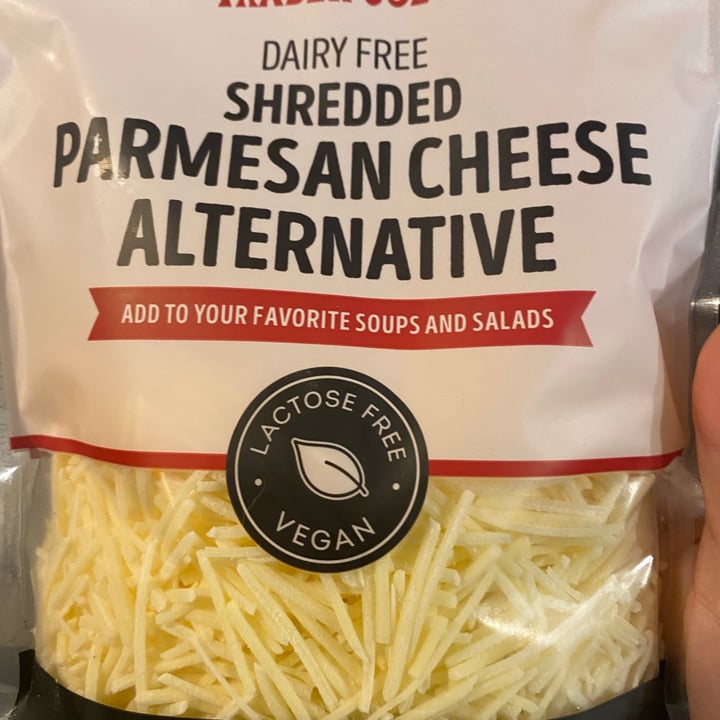 DAIRY FREE
SHREDDED
PARMESAN CHEESE
ALTERNATIVE
ADD TO YOUR FAVORITE SOUPS AND SALADS
LACTOSE FREE
VEGAN